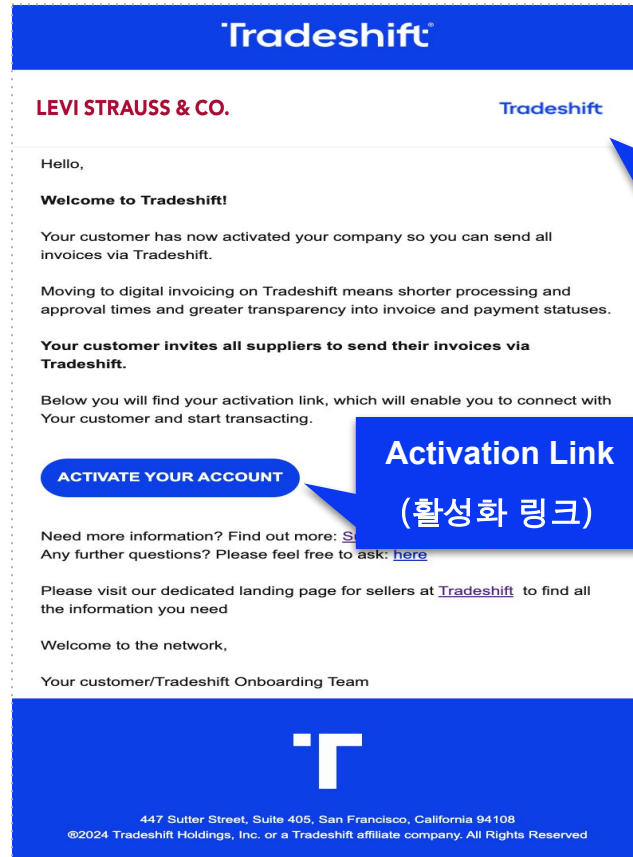 Tradeshift®
LEVI STRAUSS & CO.
Tradeshift
Hello,
Welcome to Tradeshift!
Your customer has now activated your company so you can send all
invoices via Tradeshift.
Moving to digital invoicing on Tradeshift means shorter processing and
approval times and greater transparency into invoice and payment statuses.
Your customer invites all suppliers to send their invoices via
Tradeshift.
Below you will find your activation link, which will enable you to connect with
Your customer and start transacting.
Activation Link
(활성화 링크)
ACTIVATE YOUR ACCOUNT
Need more information? Find out more:
Any further questions? Please feel free to ask: here
Please visit our dedicated landing page for sellers at Tradeshift to find all
the information you need
Welcome to the network,
Your customer/Tradeshift Onboarding Team
447 Sutter Street, Suite 405, San Francisco, California 94108
©2024 Tradeshift Holdings, Inc. or a Tradeshift affiliate company. All Rights Reserved